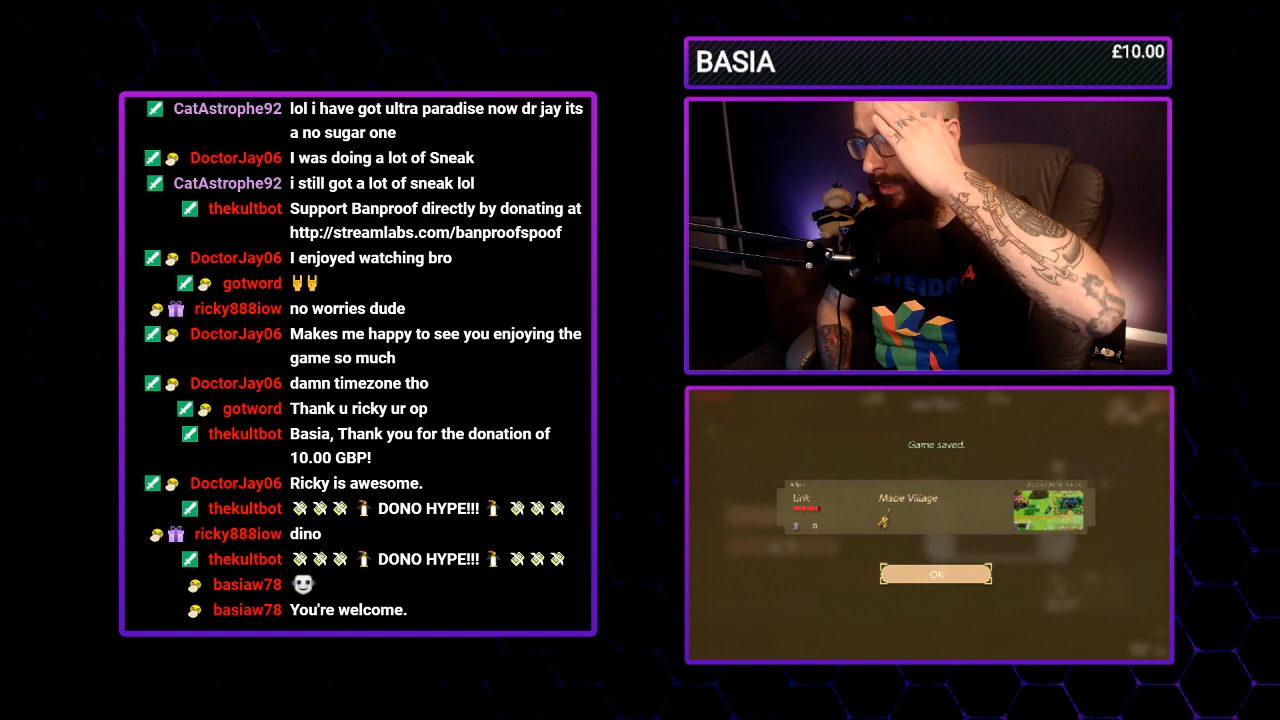 CatAstrophe92 lol i have got ultra paradise now dr jay its
a no sugar one
DoctorJay06 I was doing a lot of Sneak
CatAstrophe92 i still got a lot of sneak lol
thekultbot Support Banproof directly by donating at
http://streamlabs.com/banproofspoof
DoctorJay06 I enjoyed watching bro
gotword
ricky888iow no worries dude
DoctorJay06 Makes me happy to see you enjoying the
game so much
DoctorJay06 damn timezone tho
gotword Thank u ricky ur op
thekultbot Basia, Thank you for the donation of
10.00 GBP!
DoctorJay06 Ricky is awesome.
thekultbot DONO HYPE!!!
ricky888iow dino
thekultbot DONO HYPE!!!
basiaw78
basiaw78 You're welcome.
BASIA
£10.00
Game saved.
Link
Mabe Village
OK